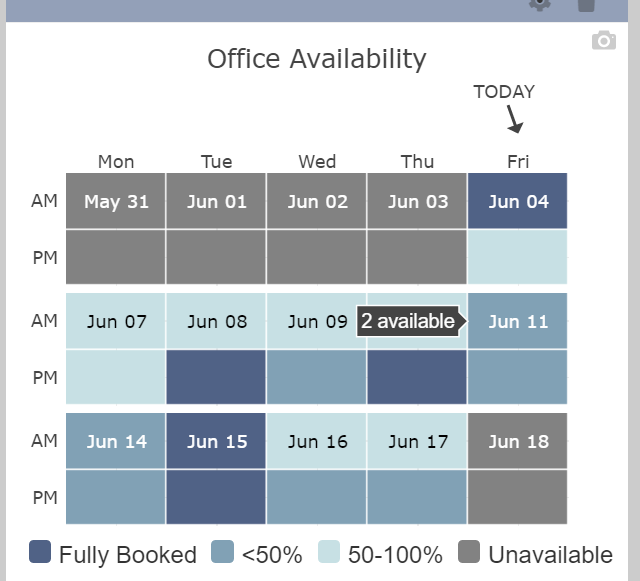 Office Availability
TODAY
Mon Tue Wed Thu Fri
AM May 31 Jun 01 Jun 02 Jun 03 Jun 04
PM
AM Jun 07 Jun 08 Jun 09 2 available Jun 11
PM
AM Jun 14 Jun 15 Jun 16 Jun 17 Jun 18
PM
Fully Booked <50% 50-100% Unavailable